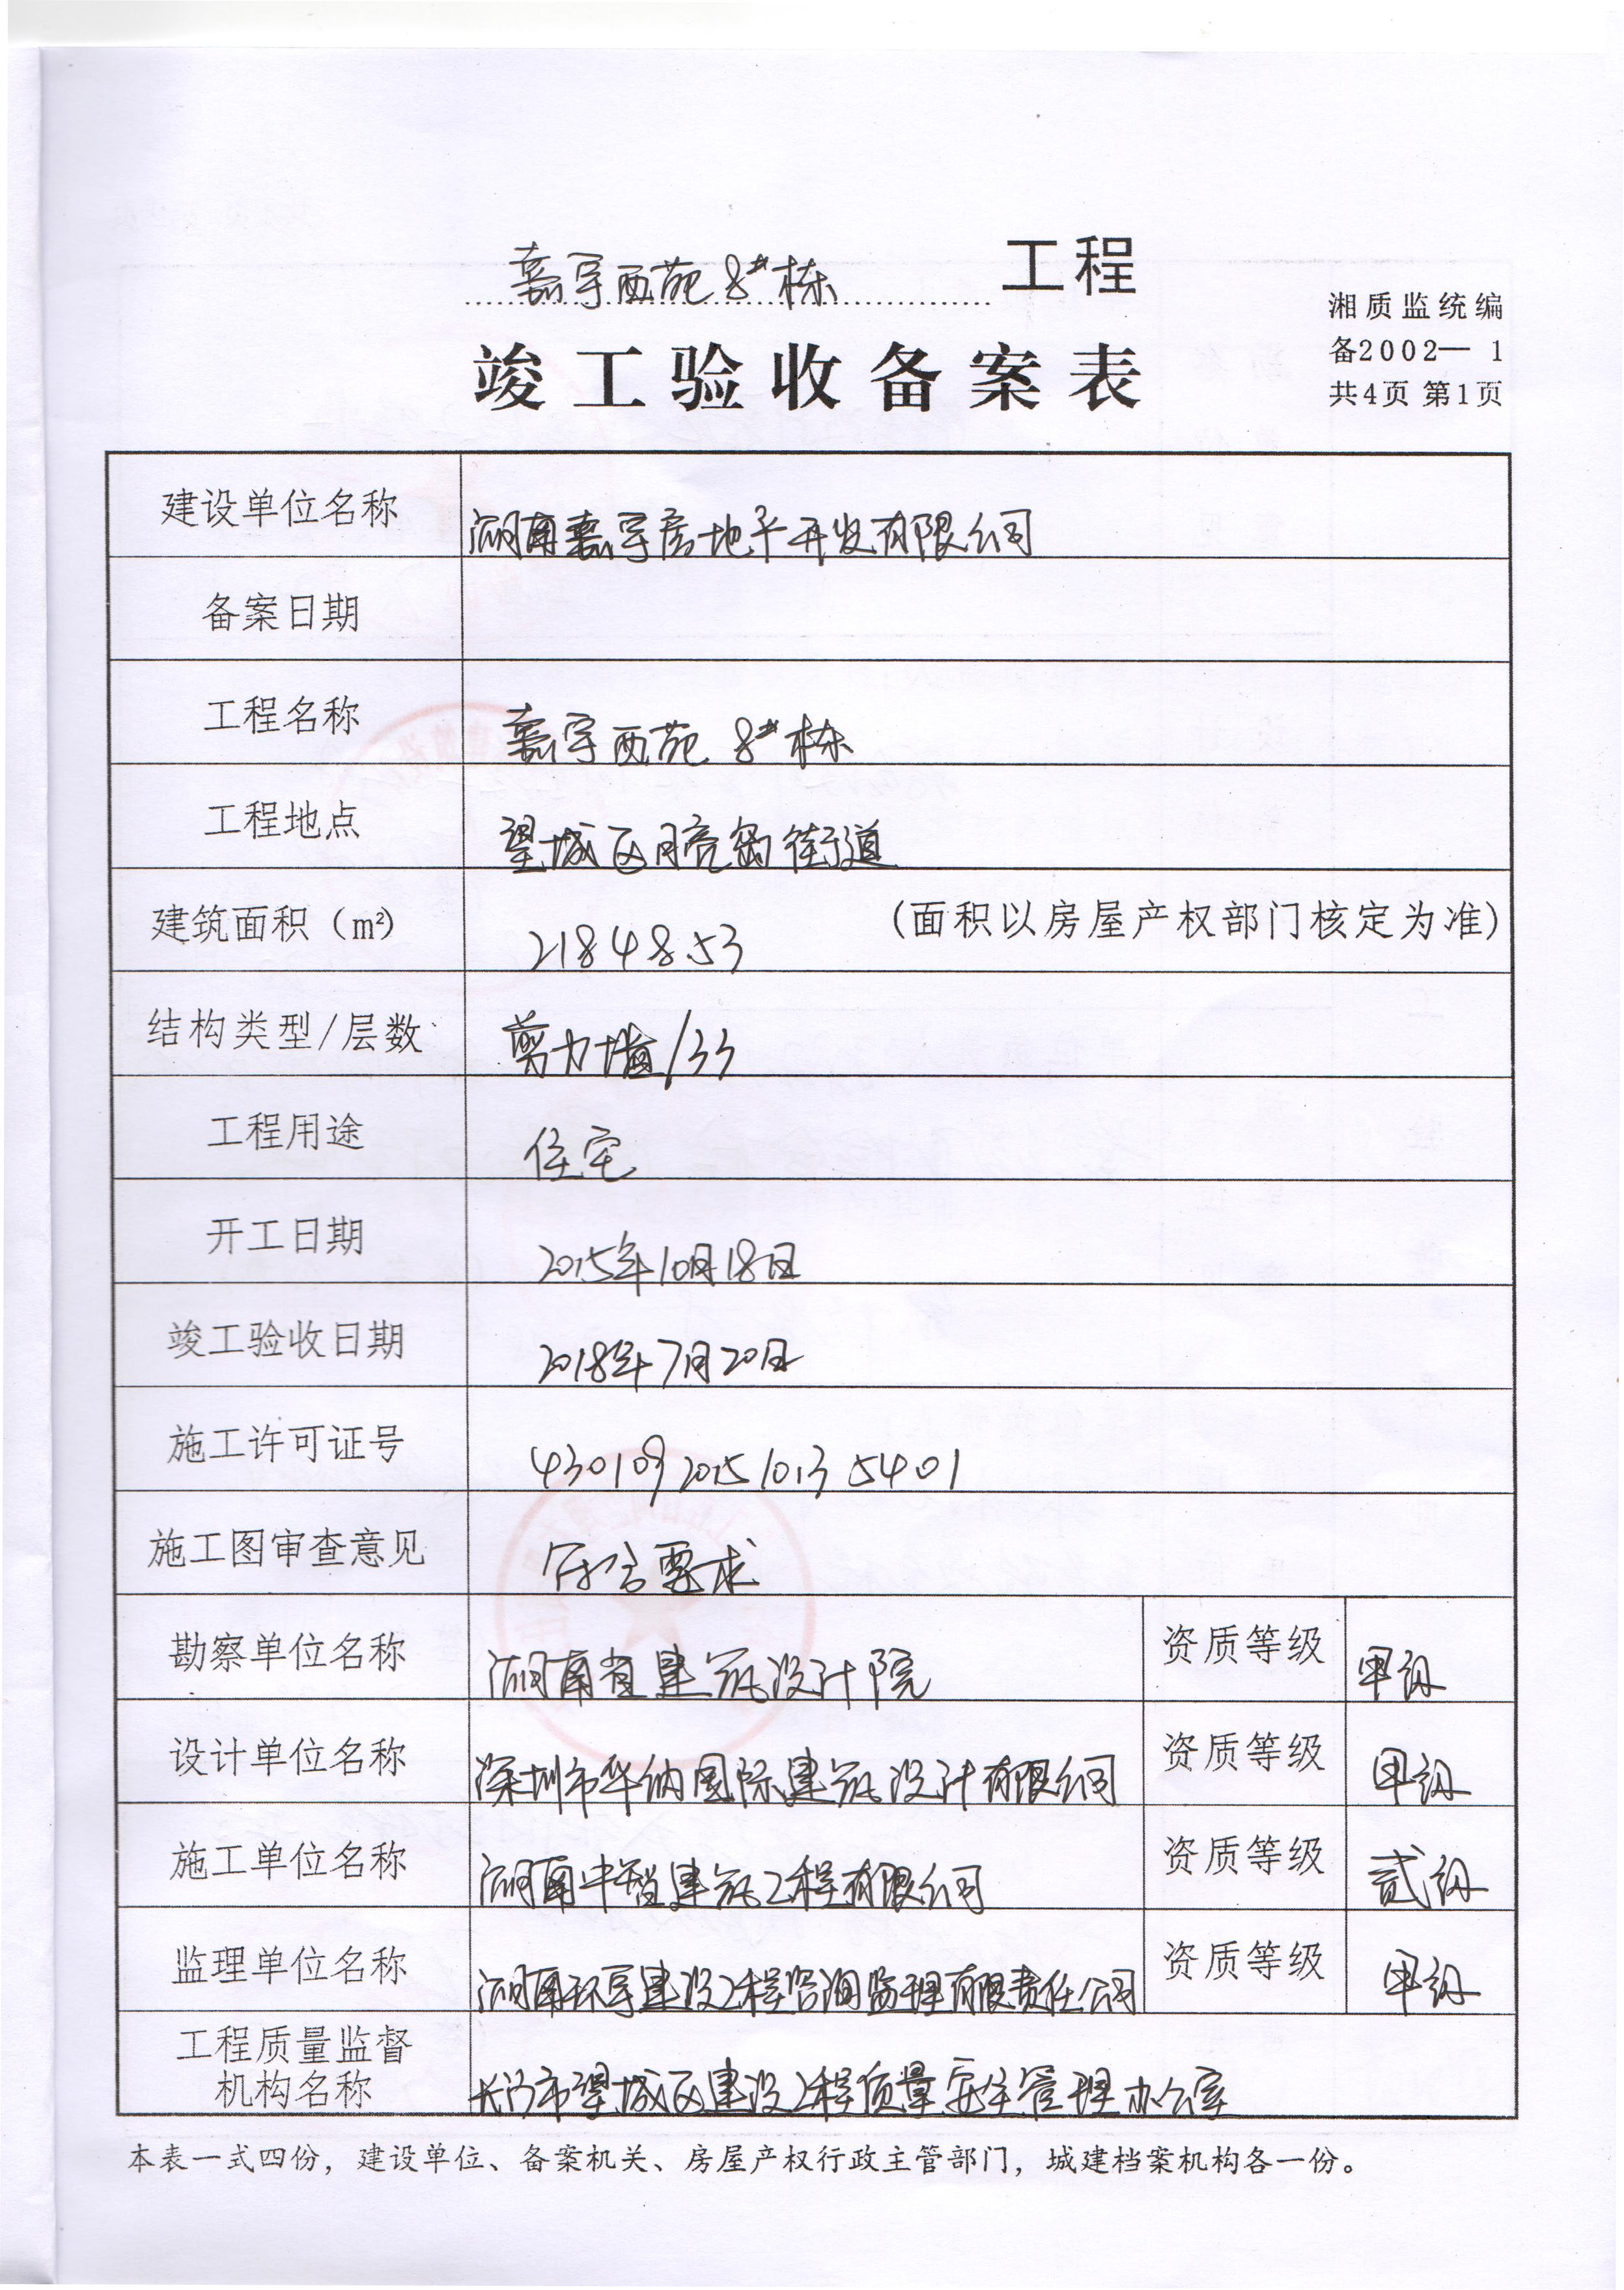 嘉宇西苑8#栋 工程
竣工验收备案表
湘质监统编
备2002—1
共4页 第1页
建设单位名称 湖南嘉宇房地产开发有限公司
备案日期
工程名称 嘉宇西苑8#栋
工程地点 望城区月亮岛街道
建筑面积（m²） 21848.53 （面积以房屋产权部门核定为准）
结构类型/层数 剪力墙/33
工程用途 住宅
开工日期 2015年10月18日
竣工验收日期 2018年7月20日
施工许可证号 430109201510135401
施工图审查意见 符合要求
勘察单位名称 湖南省建筑设计院 资质等级 甲级
设计单位名称 深圳市华纳国际建筑设计有限公司 资质等级 甲级
施工单位名称 湖南中智建筑工程有限公司 资质等级 贰级
监理单位名称 湖南环宇建设工程咨询监理有限责任公司 资质等级 甲级
工程质量监督
机构名称 长沙市望城区建设工程质量安全管理办公室
本表一式四份，建设单位、备案机关、房屋产权行政主管部门，城建档案机构各一份。